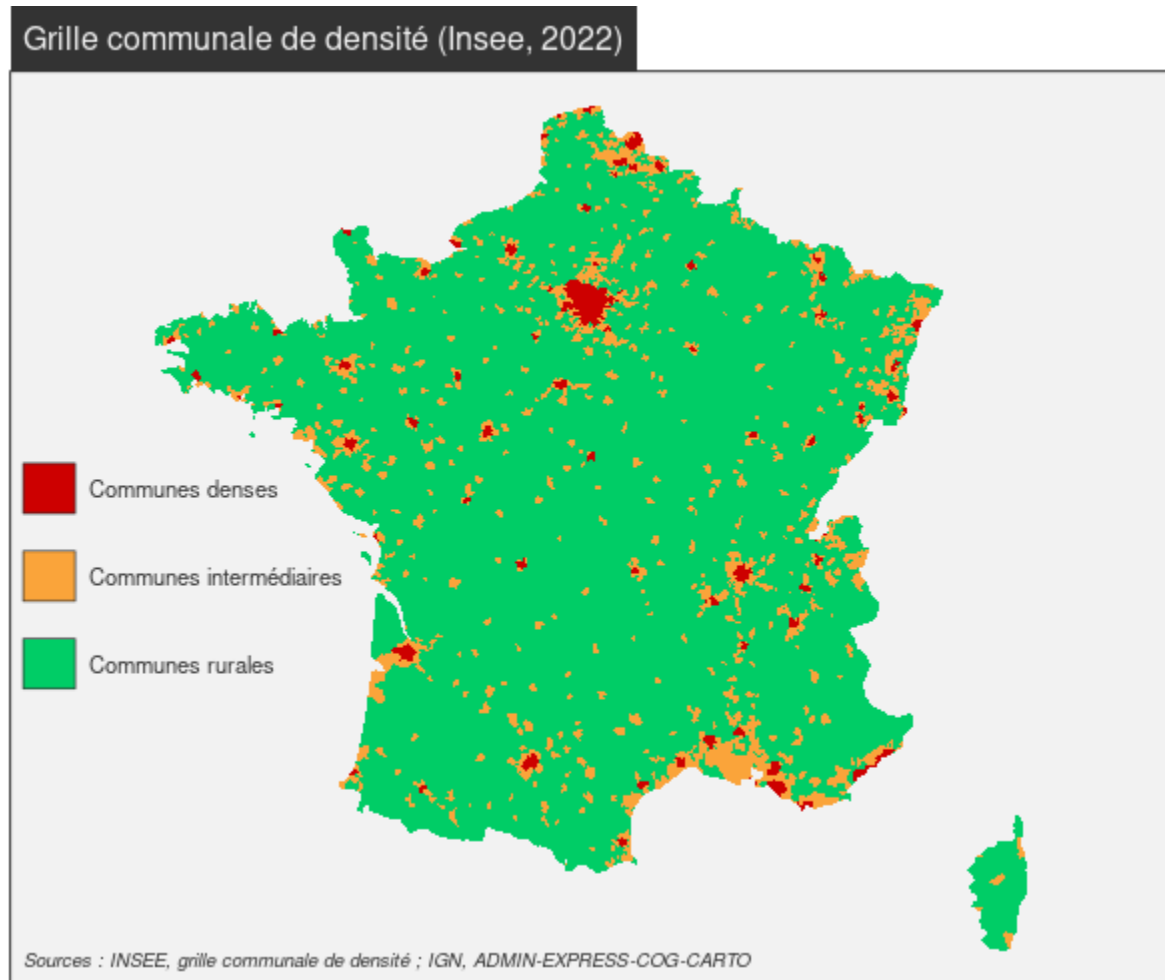 Grille communale de densité (Insee, 2022)
Communes denses
Communes intermédiaires
Communes rurales
Sources : INSEE, grille communale de densité ; IGN, ADMIN-EXPRESS-COG-CARTO